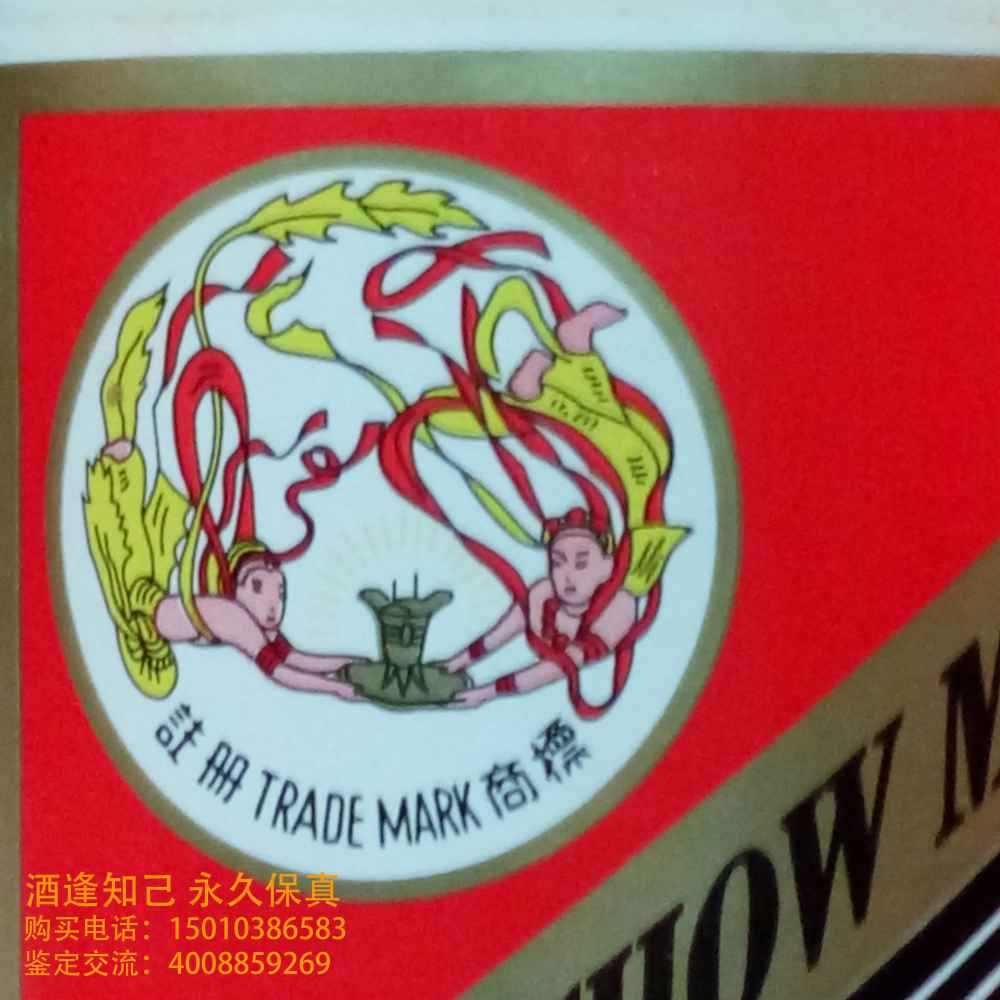 註册 TRADE MARK 商標
HOW M
酒逢知己 永久保真
购买电话：15010386583
鉴定交流：4008859269